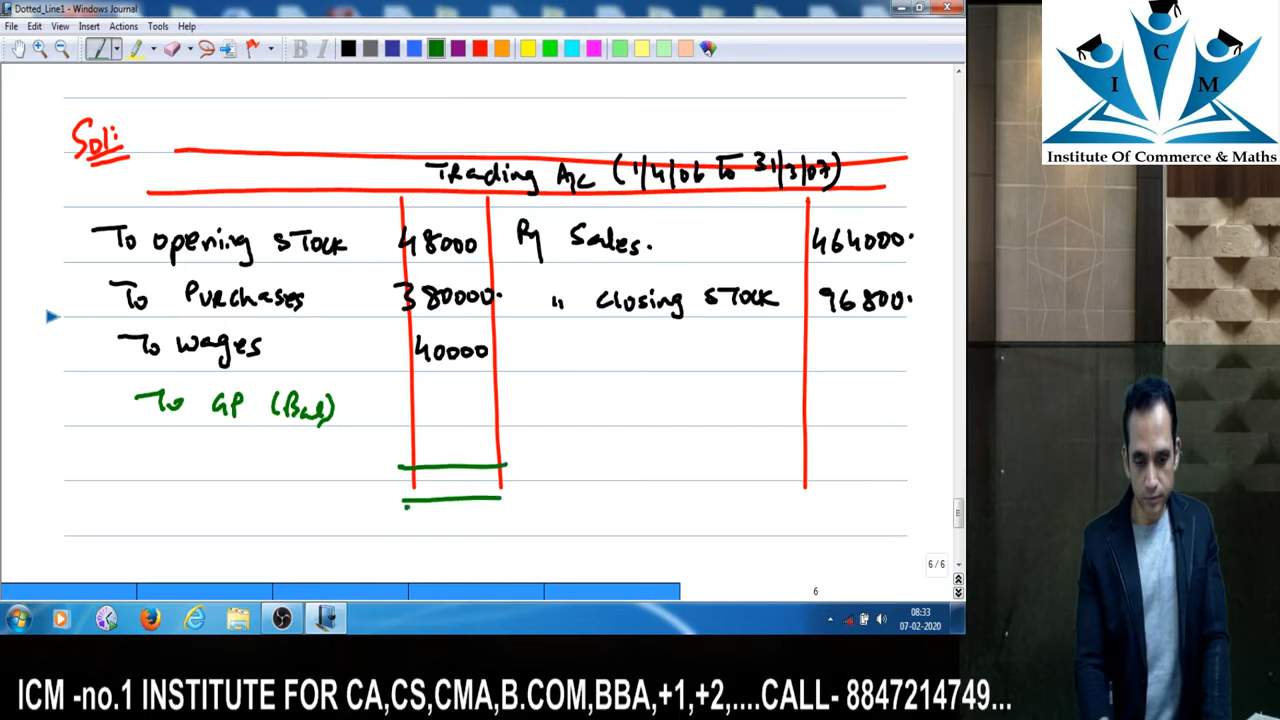 Dotted_Line1 - Windows Journal
File Edit View Insert Actions Tools Help
B I
Sol:
Trading A/c (1/4/06 To 31/3/07)
To opening stock 48000 By Sales. 464000.
To Purchases 380000. " closing stock 96800.
To wages 40000
To GP (Bal)
6/6
6
08:33
07-02-2020
I C M
Institute Of Commerce & Maths
ICM -no.1 INSTITUTE FOR CA,CS,CMA,B.COM,BBA,+1,+2,....CALL- 8847214749...